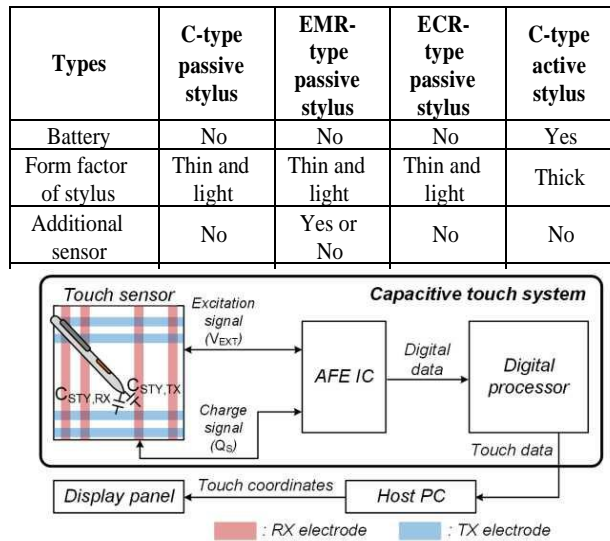 Types
C-type
passive
stylus
EMR-
type
passive
stylus
ECR-
type
passive
stylus
C-type
active
stylus
Battery
No
No
No
Yes
Form factor
of stylus
Thin and
light
Thin and
light
Thin and
light
Thick
Additional
sensor
No
Yes or
No
No
No
Touch sensor
Excitation
signal
(VEXT)
Capacitive touch system
CSTY,RX
CSTY,TX
AFE IC
Digital
data
Digital
processor
Charge
signal
(QS)
Touch data
Display panel
Touch coordinates
Host PC
: RX electrode
: TX electrode